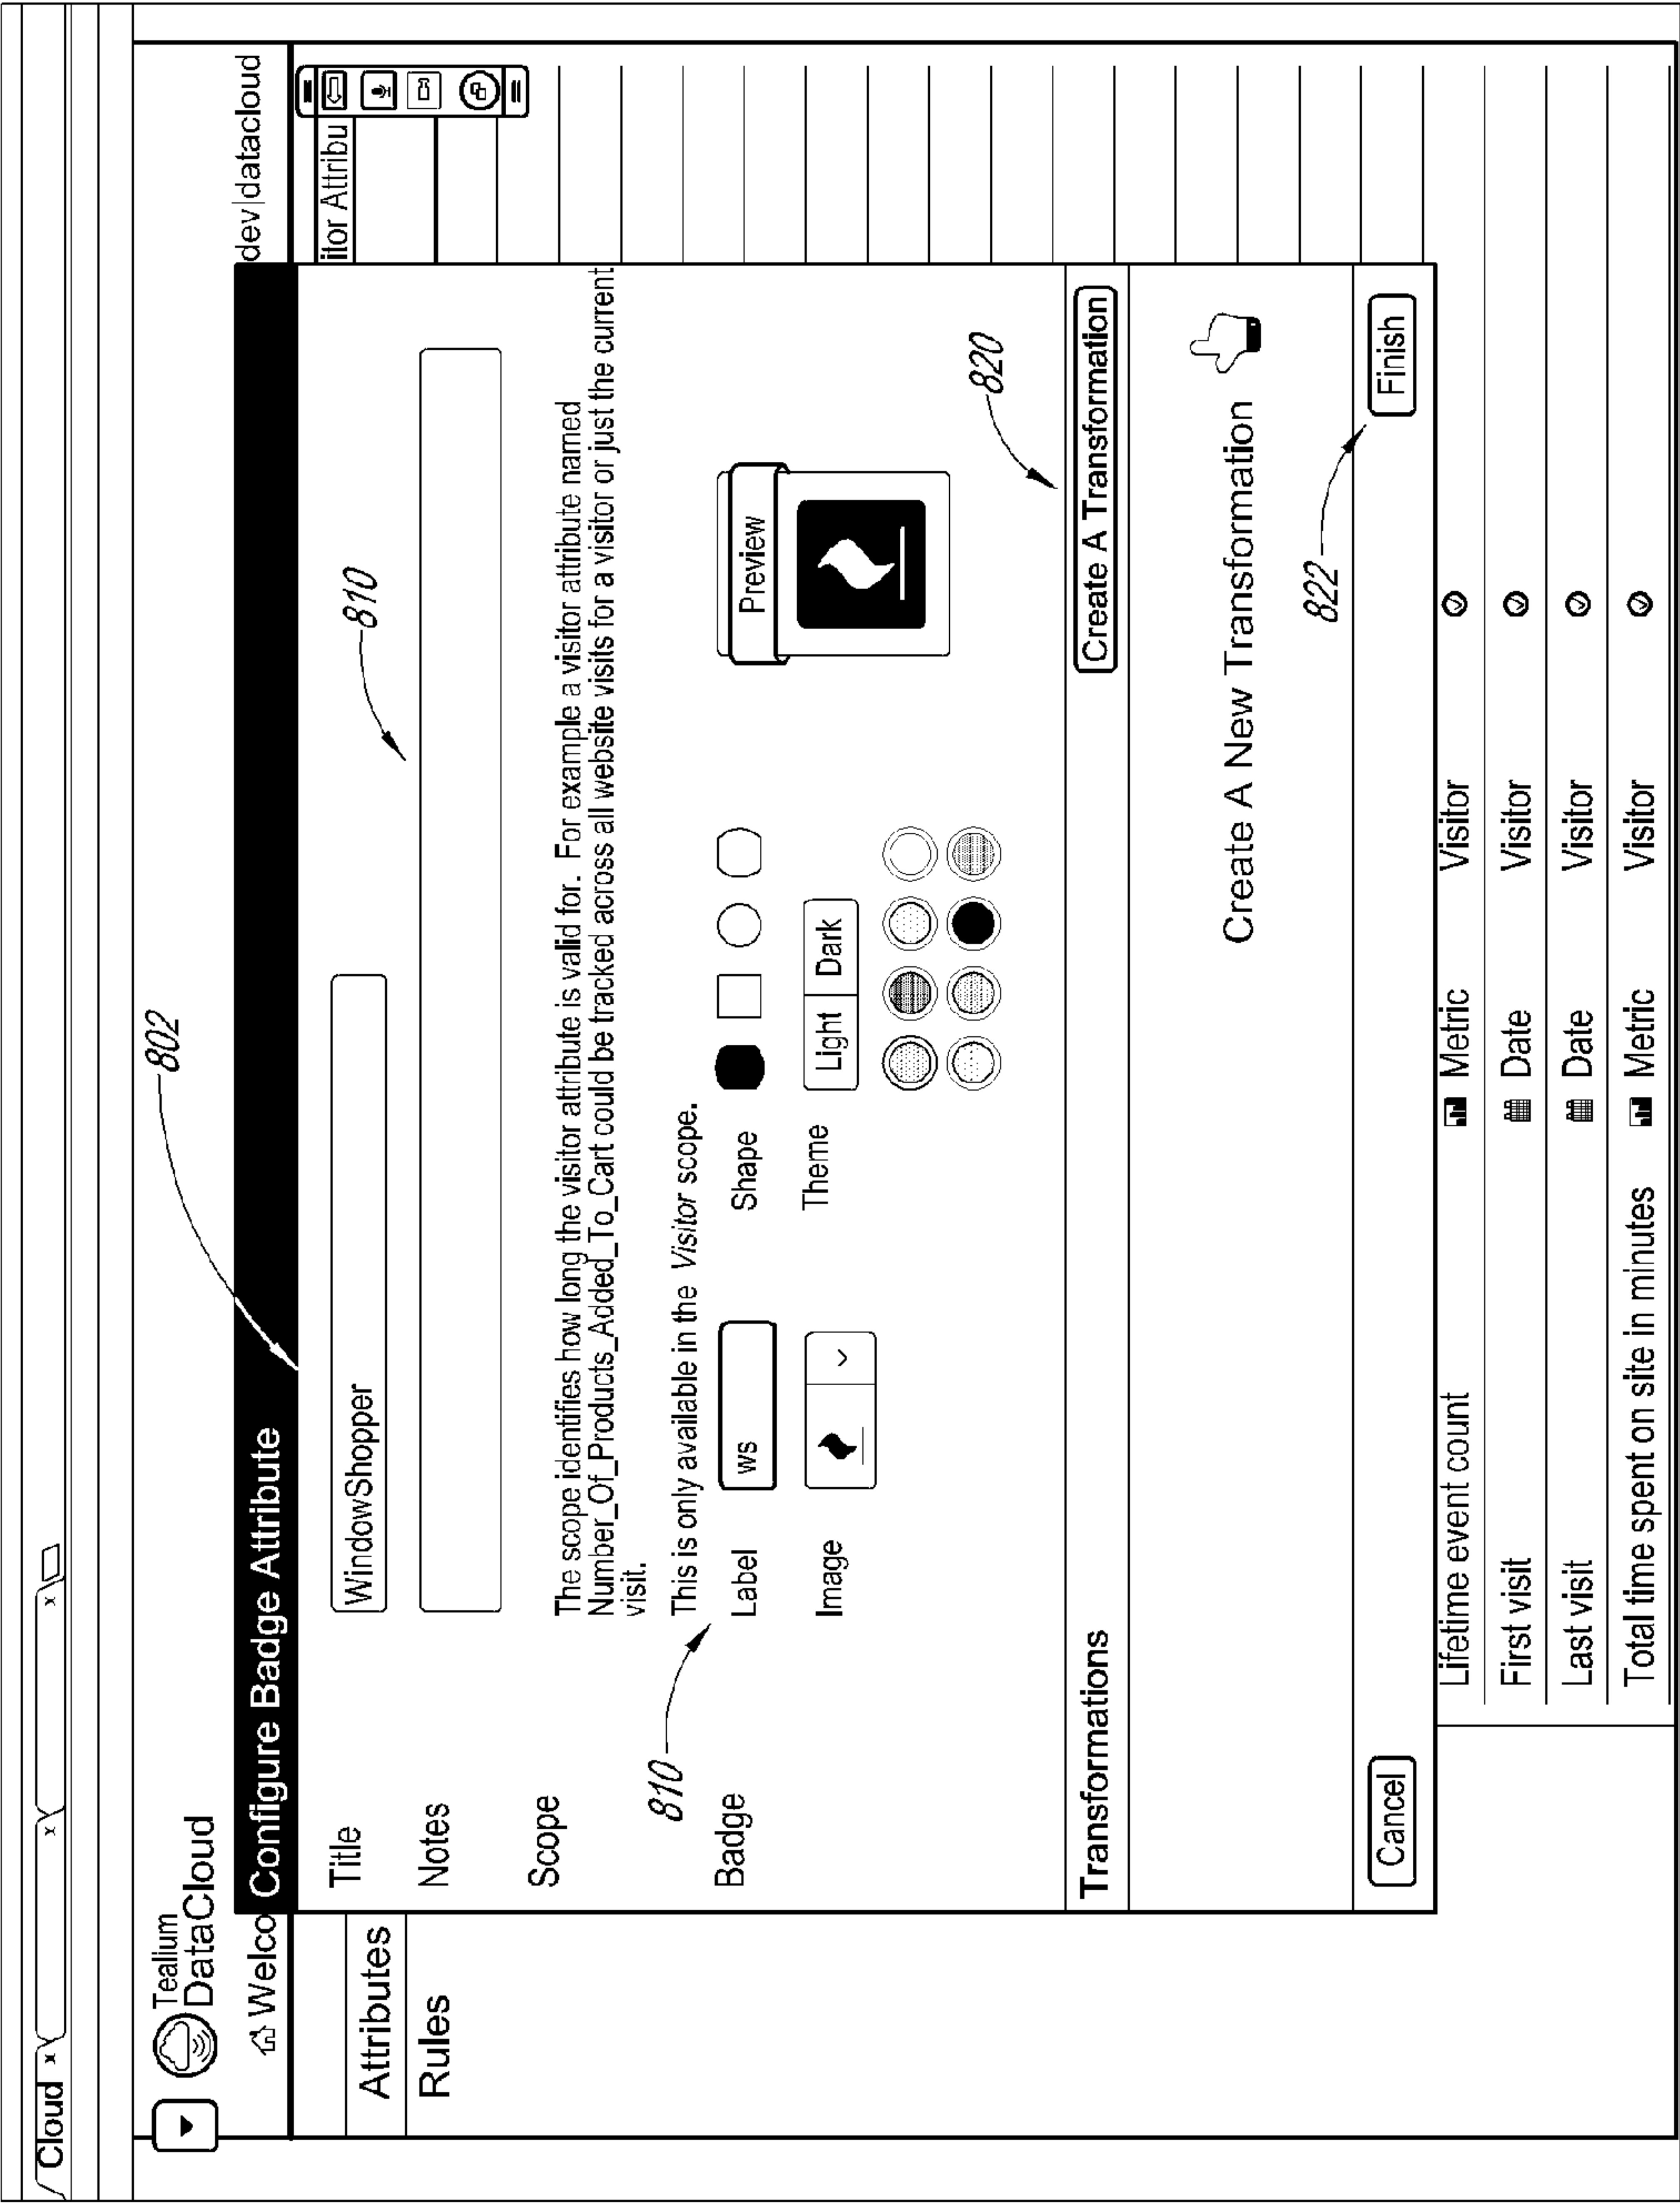 Cloud x
x
x
Tealium
DataCloud
Welco
dev|datacloud
802
Configure Badge Attribute
Attributes
Rules
itor Attribu
Title
WindowShopper
810
Notes
Scope
The scope identifies how long the visitor attribute is valid for. For example a visitor attribute named
Number_Of_Products_Added_To_Cart could be tracked across all website visits for a visitor or just the current
visit.
This is only available in the Visitor scope.
810
Badge
Label
ws
Shape
Preview
Image
Theme
Light Dark
820
Transformations
Create A Transformation
Create A New Transformation
822
Cancel
Finish
Lifetime event count Metric Visitor
First visit Date Visitor
Last visit Date Visitor
Total time spent on site in minutes Metric Visitor